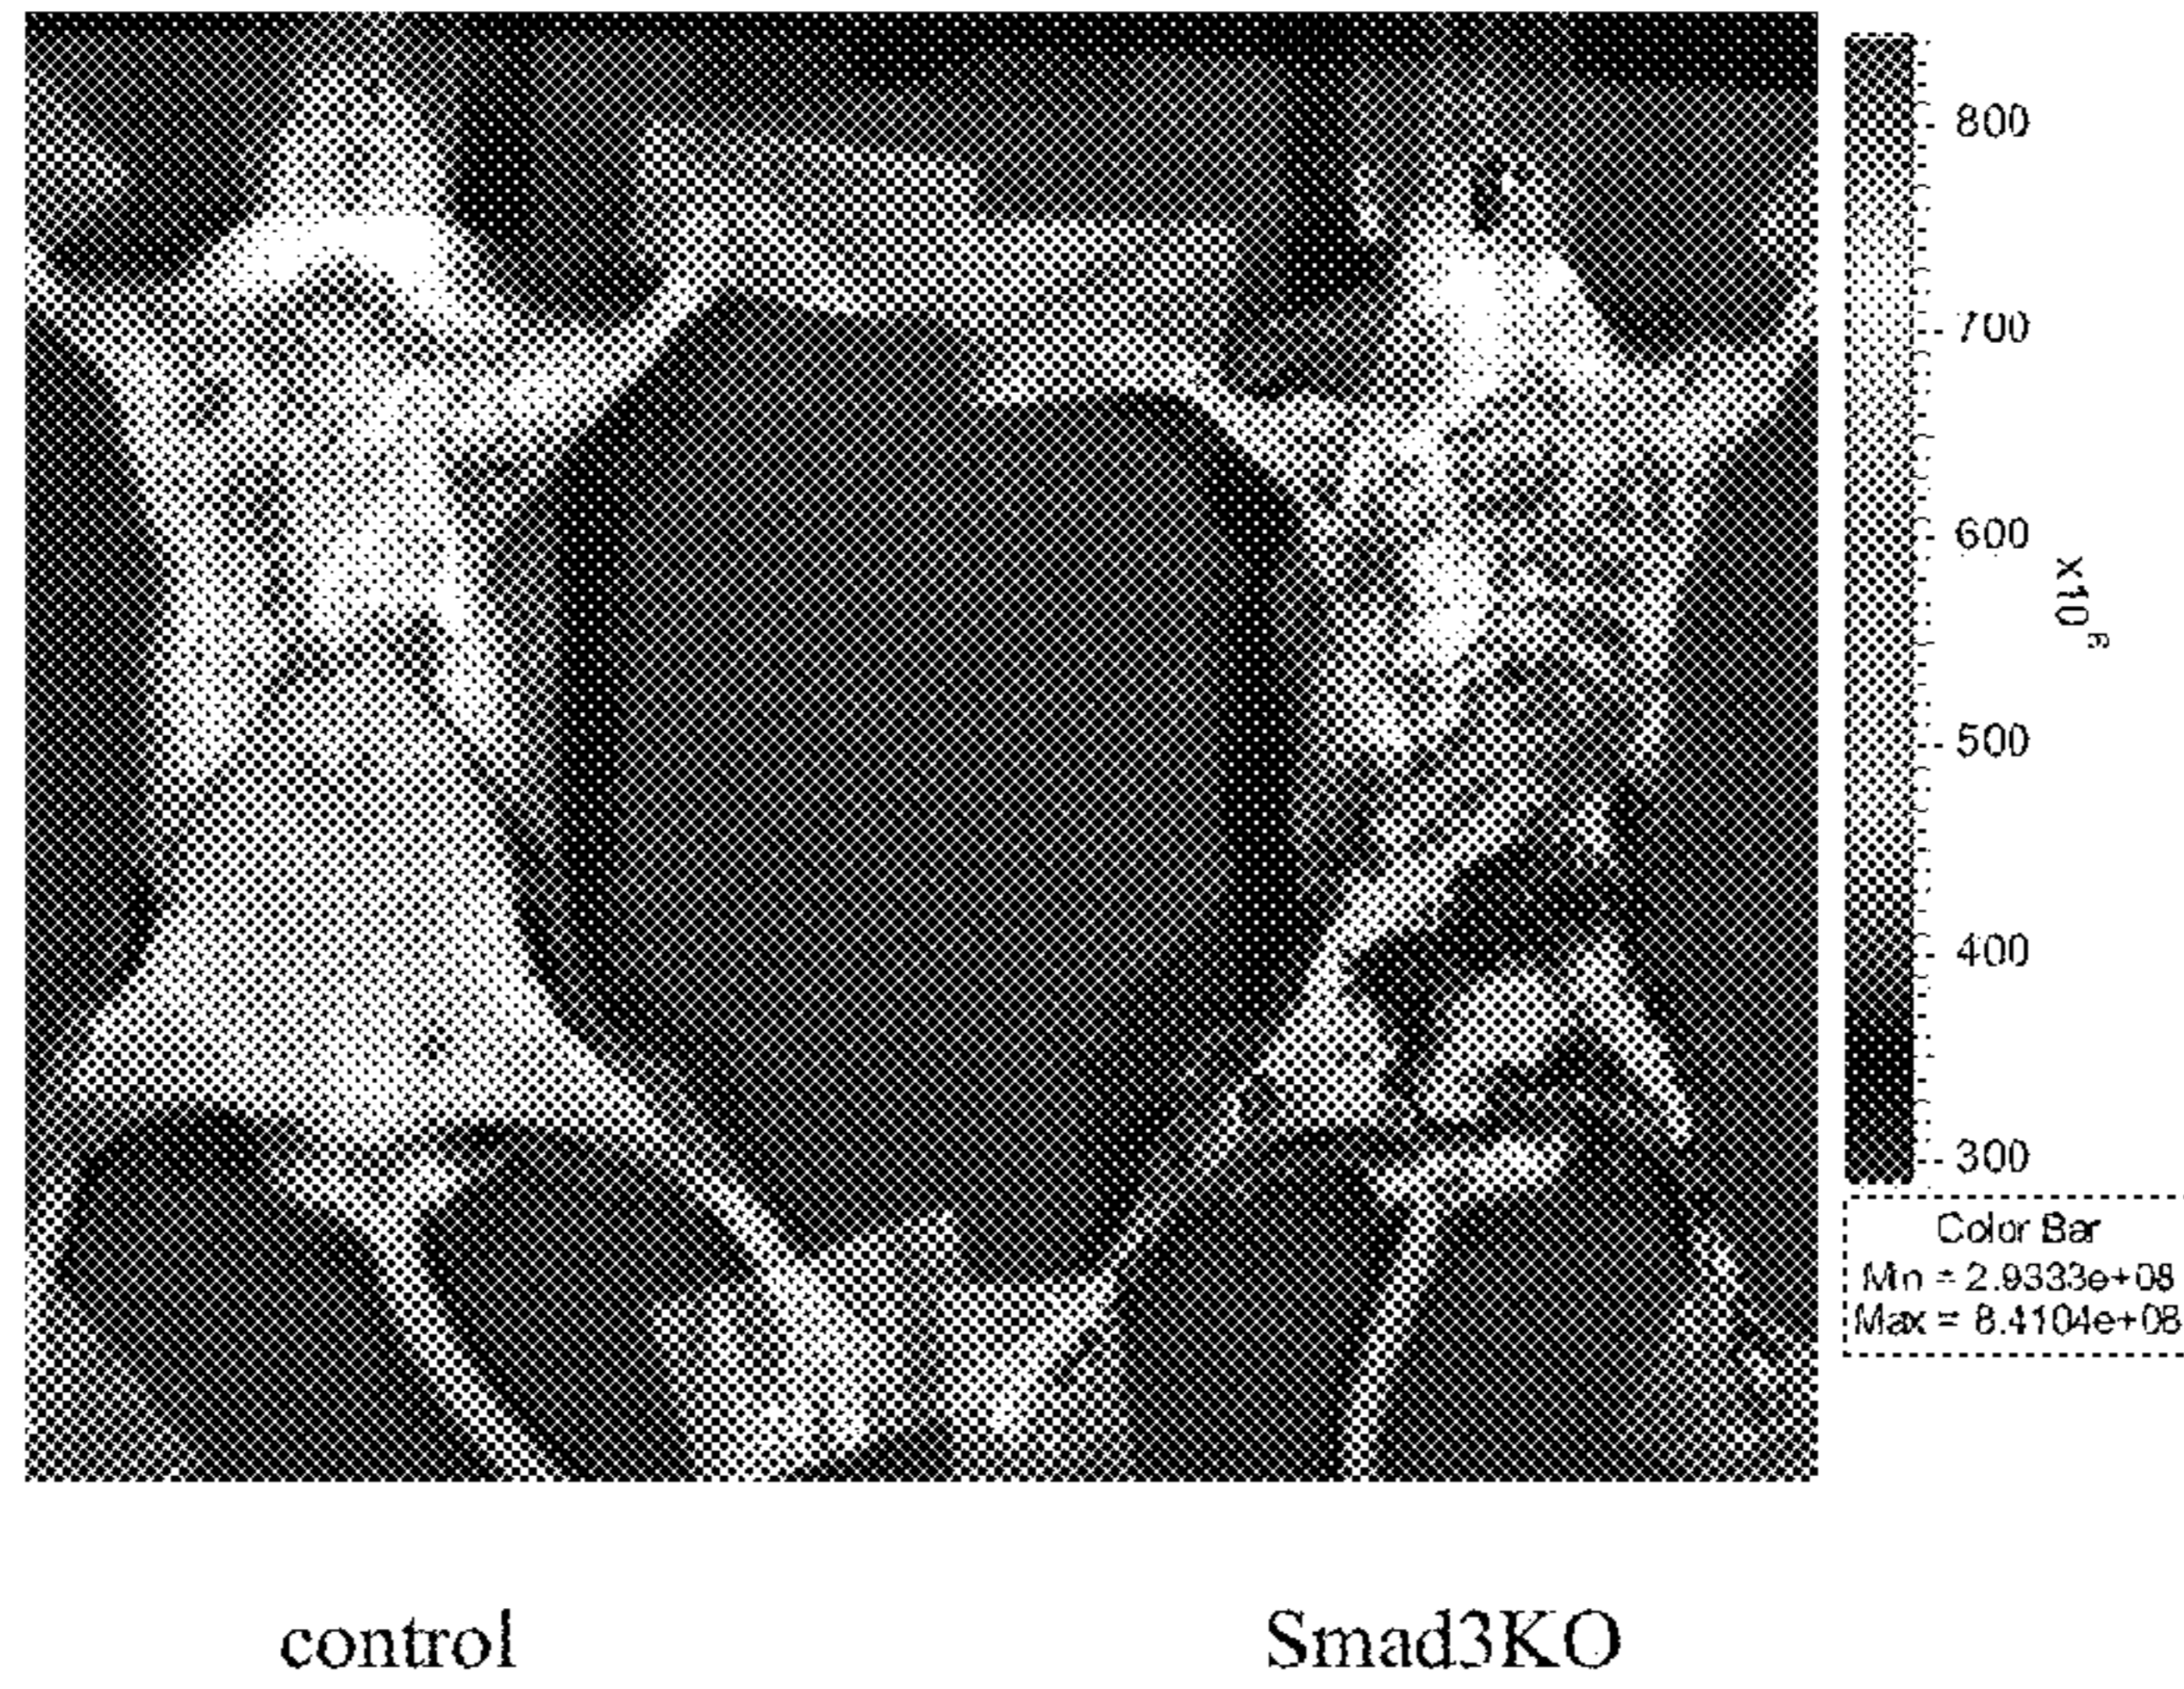 800
700
600
500
400
300
x10
Color Bar
Min = 2.9333e+08
Max = 8.4104e+08
control
Smad3KO